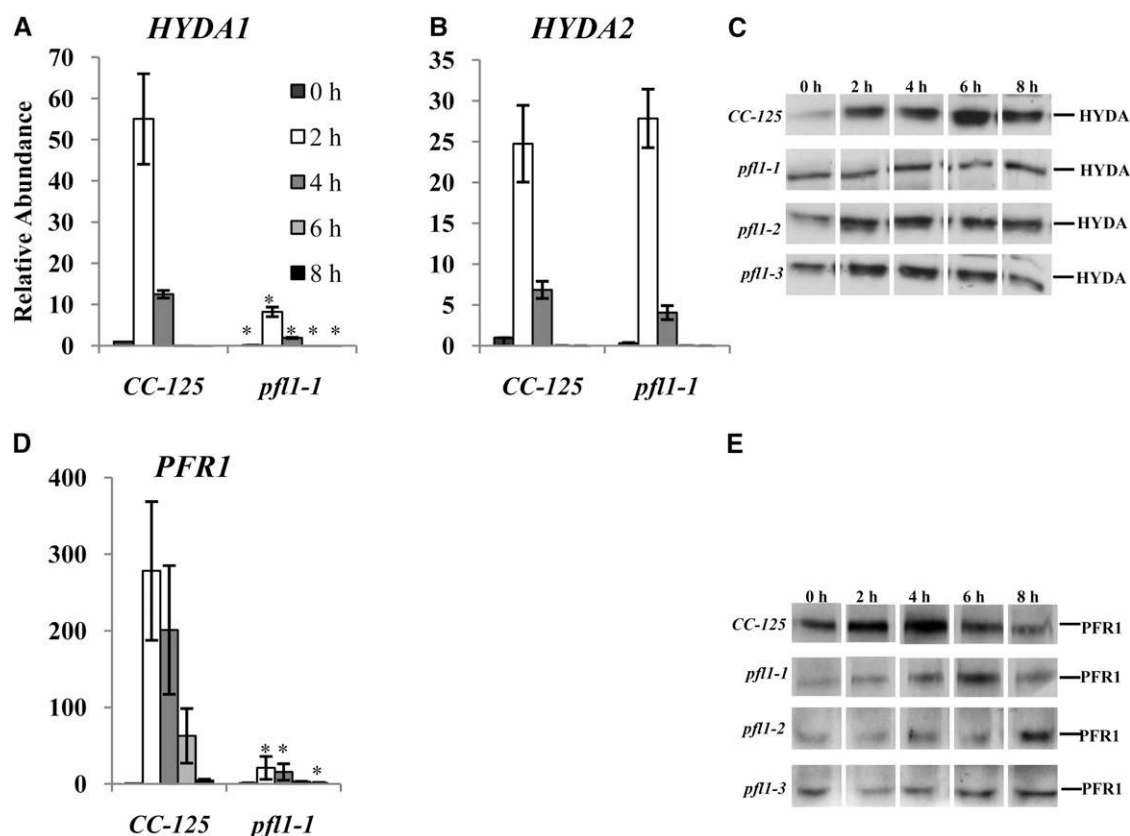 A
HYDA1
Relative Abundance
70
60
50
40
30
20
10
0
0 h
2 h
4 h
6 h
8 h
* * * * *
CC-125 pfl1-1
B
HYDA2
35
30
25
20
15
10
5
0
CC-125 pfl1-1
C
0 h 2 h 4 h 6 h 8 h
CC-125 HYDA
pfl1-1 HYDA
pfl1-2 HYDA
pfl1-3 HYDA
D
PFR1
400
300
200
100
0
* * *
CC-125 pfl1-1
E
0 h 2 h 4 h 6 h 8 h
CC-125 PFR1
pfl1-1 PFR1
pfl1-2 PFR1
pfl1-3 PFR1